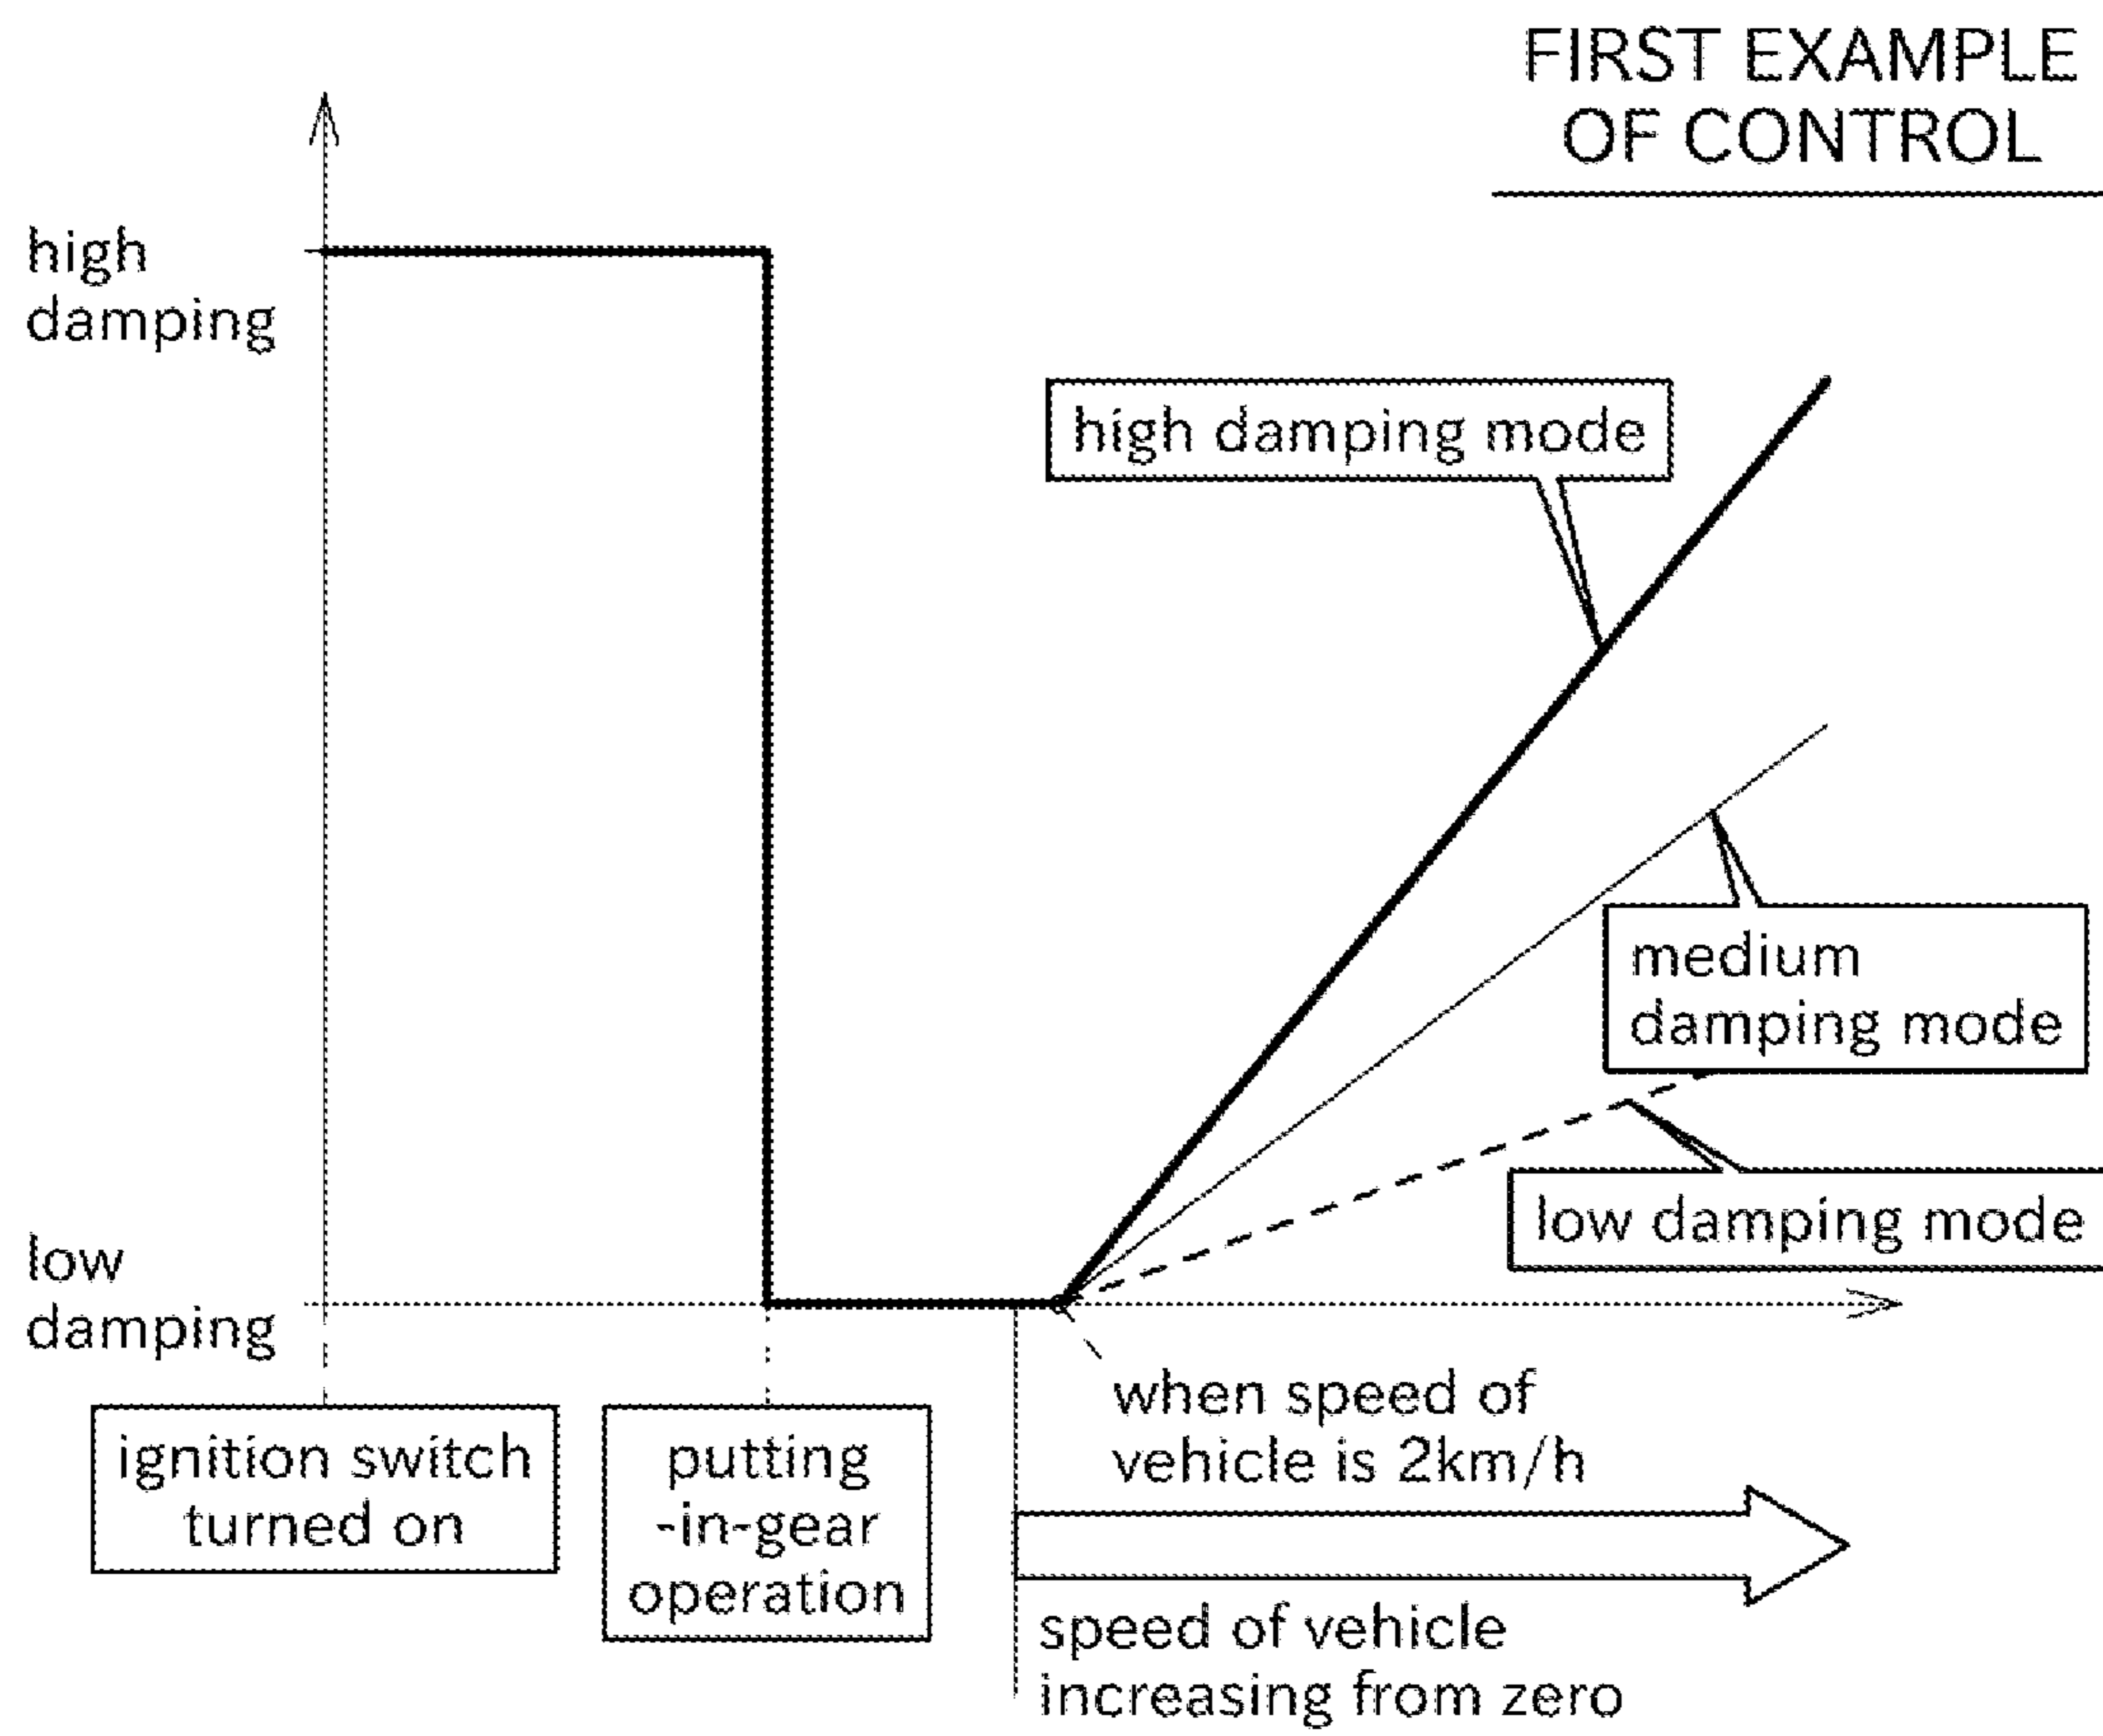 FIRST EXAMPLE
OF CONTROL
high
damping
high damping mode
medium
damping mode
low damping mode
low
damping
when speed of
vehicle is 2km/h
ignition switch
turned on
putting
-in-gear
operation
speed of vehicle
increasing from zero